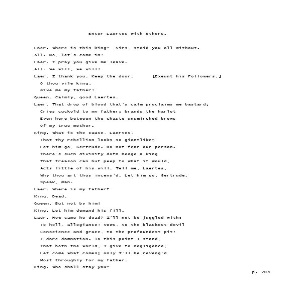 Enter Laertes with others.
Laer. Where is this king? Sirs, stand you all without.
All. No, let's come in!
Laer. I pray you give me leave.
All. We will, we will!
Laer. I thank you. Keep the door. [Exeunt his Followers.]
O thou vile king,
Give me my father!
Queen. Calmly, good Laertes.
Laer. That drop of blood that's calm proclaims me bastard;
Cries cuckold to my father; brands the harlot
Even here between the chaste unsmirched brows
Of my true mother.
King. What is the cause, Laertes,
That thy rebellion looks so giantlike?
Let him go, Gertrude. Do not fear our person.
There's such divinity doth hedge a king
That treason can but peep to what it would,
Acts little of his will. Tell me, Laertes,
Why thou art thus incens'd. Let him go, Gertrude.
Speak, man.
Laer. Where is my father?
King. Dead.
Queen. But not by him!
King. Let him demand his fill.
Laer. How came he dead? I'll not be juggled with:
To hell, allegiance! vows, to the blackest devil
Conscience and grace, to the profoundest pit!
I dare damnation. To this point I stand,
That both the world, I give to negligence,
Let come what comes; only I'll be reveng'd
Most throughly for my father.
King. Who shall stay you?